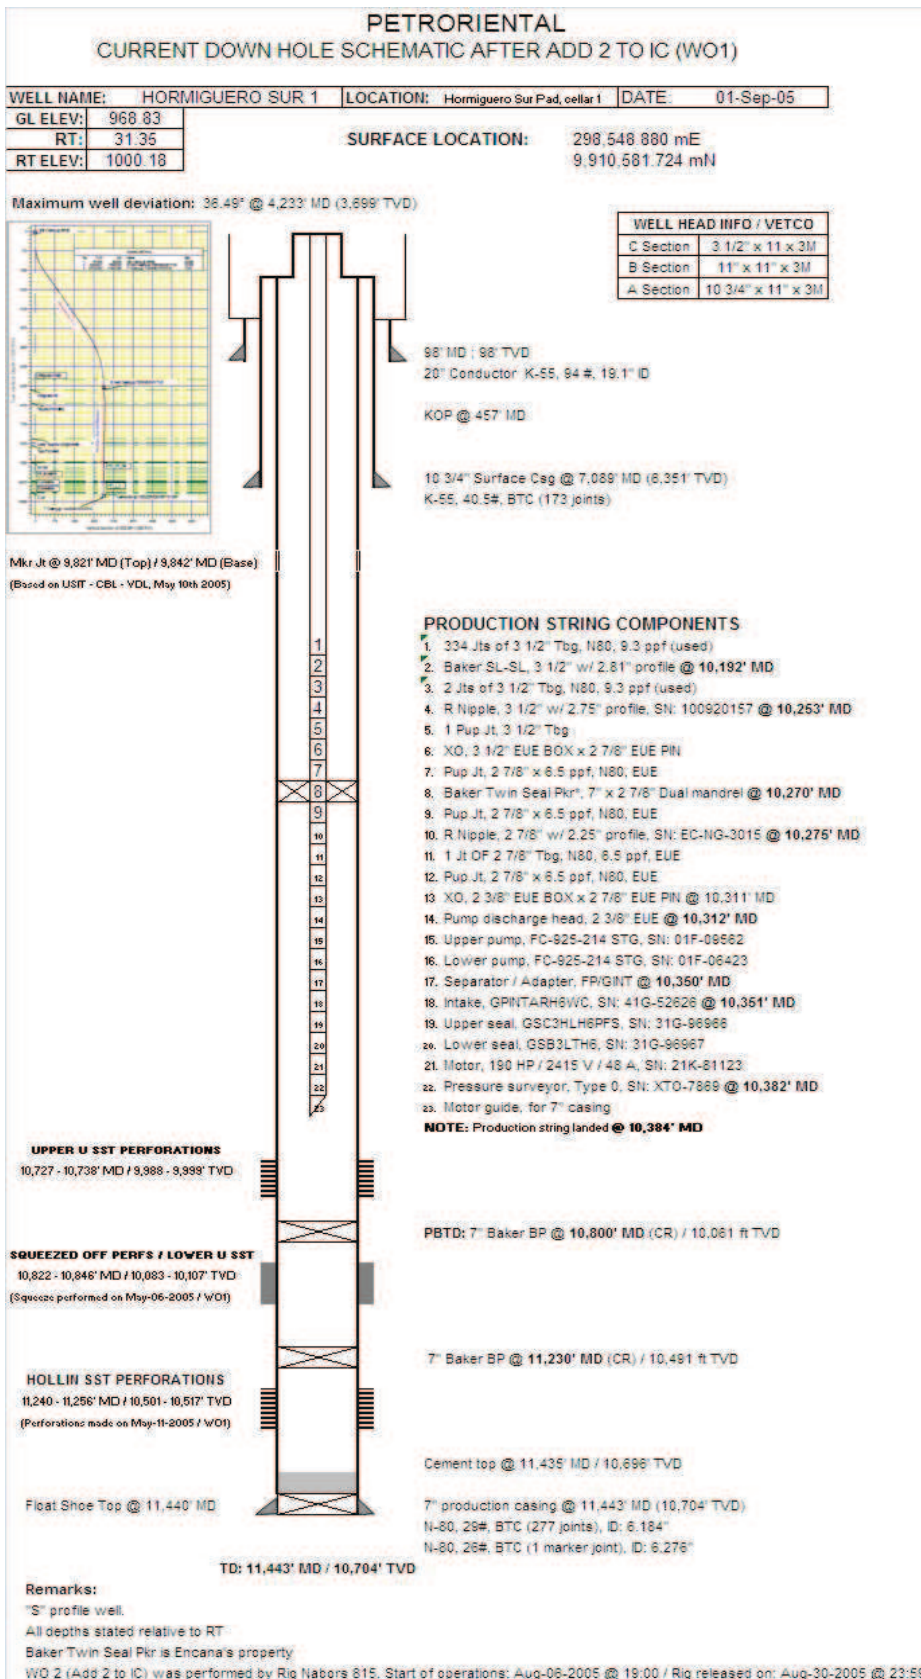 PETRORIENTAL
CURRENT DOWN HOLE SCHEMATIC AFTER ADD 2 TO IC (WO1)
WELL NAME: HORMIGUERO SUR 1 LOCATION: Hormiguero Sur Pad, cellar 1 DATE: 01-Sep-05
GL ELEV: 968.83
RT: 31.35
RT ELEV: 1000.18
SURFACE LOCATION: 298,548.880 mE
9,910,581.724 mN
Maximum well deviation: 36.49° @ 4,233' MD (3,699' TVD)
WELL HEAD INFO / VETCO
C Section 3 1/2" x 11 x 3M
B Section 11" x 11" x 3M
A Section 10 3/4" x 11" x 3M
98' MD ; 98' TVD
20" Conductor K-55, 94 #, 19.1" ID
KOP @ 457' MD
10 3/4" Surface Csg @ 7,089' MD (6,351' TVD)
K-55, 40.5#, BTC (173 joints)
Mkr Jt @ 9,821' MD (Top) / 9,842' MD (Base)
(Based on USIT - CBL - VDL, May 10th 2005)
PRODUCTION STRING COMPONENTS
1 1. 334 Jts of 3 1/2" Tbg, N80, 9.3 ppf (used)
2 2. Baker SL-SL, 3 1/2" w/ 2.81" profile @ 10,192' MD
3 3. 2 Jts of 3 1/2" Tbg, N80, 9.3 ppf (used)
4 4. R Nipple, 3 1/2" w/ 2.75" profile, SN: 100920157 @ 10,253' MD
5 5. 1 Pup Jt, 3 1/2" Tbg
6 6. XO, 3 1/2" EUE BOX x 2 7/8" EUE PIN
7 7. Pup Jt, 2 7/8" x 6.5 ppf, N80, EUE
8 8. Baker Twin Seal Pkr*, 7" x 2 7/8" Dual mandrel @ 10,270' MD
9 9. Pup Jt, 2 7/8" x 6.5 ppf, N80, EUE
10 10. R Nipple, 2 7/8" w/ 2.25" profile, SN: EC-NG-3015 @ 10,275' MD
11 11. 1 Jt OF 2 7/8" Tbg, N80, 6.5 ppf, EUE
12 12. Pup Jt, 2 7/8" x 6.5 ppf, N80, EUE
13 13 XO, 2 3/8" EUE BOX x 2 7/8" EUE PIN @ 10,311' MD
14 14. Pump discharge head, 2 3/8" EUE @ 10,312' MD
15 15. Upper pump, FC-925-214 STG, SN: 01F-09562
16 16. Lower pump, FC-925-214 STG, SN: 01F-06423
17 17. Separator / Adapter, FP/GINT @ 10,350' MD
18 18. Intake, GPINTARH6WC, SN: 41G-52626 @ 10,351' MD
19 19. Upper seal, GSC3HLH6PFS, SN: 31G-96966
20 20. Lower seal, GSB3LTH6, SN: 31G-96967
21 21. Motor, 190 HP / 2415 V / 48 A, SN: 21K-81123
22 22. Pressure surveyor, Type 0, SN: XTO-7869 @ 10,382' MD
23 23. Motor guide, for 7" casing
NOTE: Production string landed @ 10,384' MD
UPPER U SST PERFORATIONS
10,727 - 10,738' MD / 9,988 - 9,999' TVD
PBTD: 7" Baker BP @ 10,800' MD (CR) / 10,061 ft TVD
SQUEEZED OFF PERFS / LOWER U SST
10,822 - 10,846' MD / 10,083 - 10,107' TVD
(Squeeze performed on May-06-2005 / WO1)
7" Baker BP @ 11,230' MD (CR) / 10,491 ft TVD
HOLLIN SST PERFORATIONS
11,240 - 11,256' MD / 10,501 - 10,517' TVD
(Perforations made on May-11-2005 / WO1)
Cement top @ 11,435' MD / 10,696' TVD
Float Shoe Top @ 11,440' MD
7" production casing @ 11,443' MD (10,704' TVD)
N-80, 29#, BTC (277 joints), ID: 6.184"
N-80, 26#, BTC (1 marker joint), ID: 6.276"
TD: 11,443' MD / 10,704' TVD
Remarks:
"S" profile well.
All depths stated relative to RT
Baker Twin Seal Pkr is Encana's property
WO 2 (Add 2 to IC) was performed by Rig Nabors 815. Start of operations: Aug-06-2005 @ 19:00 / Rig released on: Aug-30-2005 @ 23:5